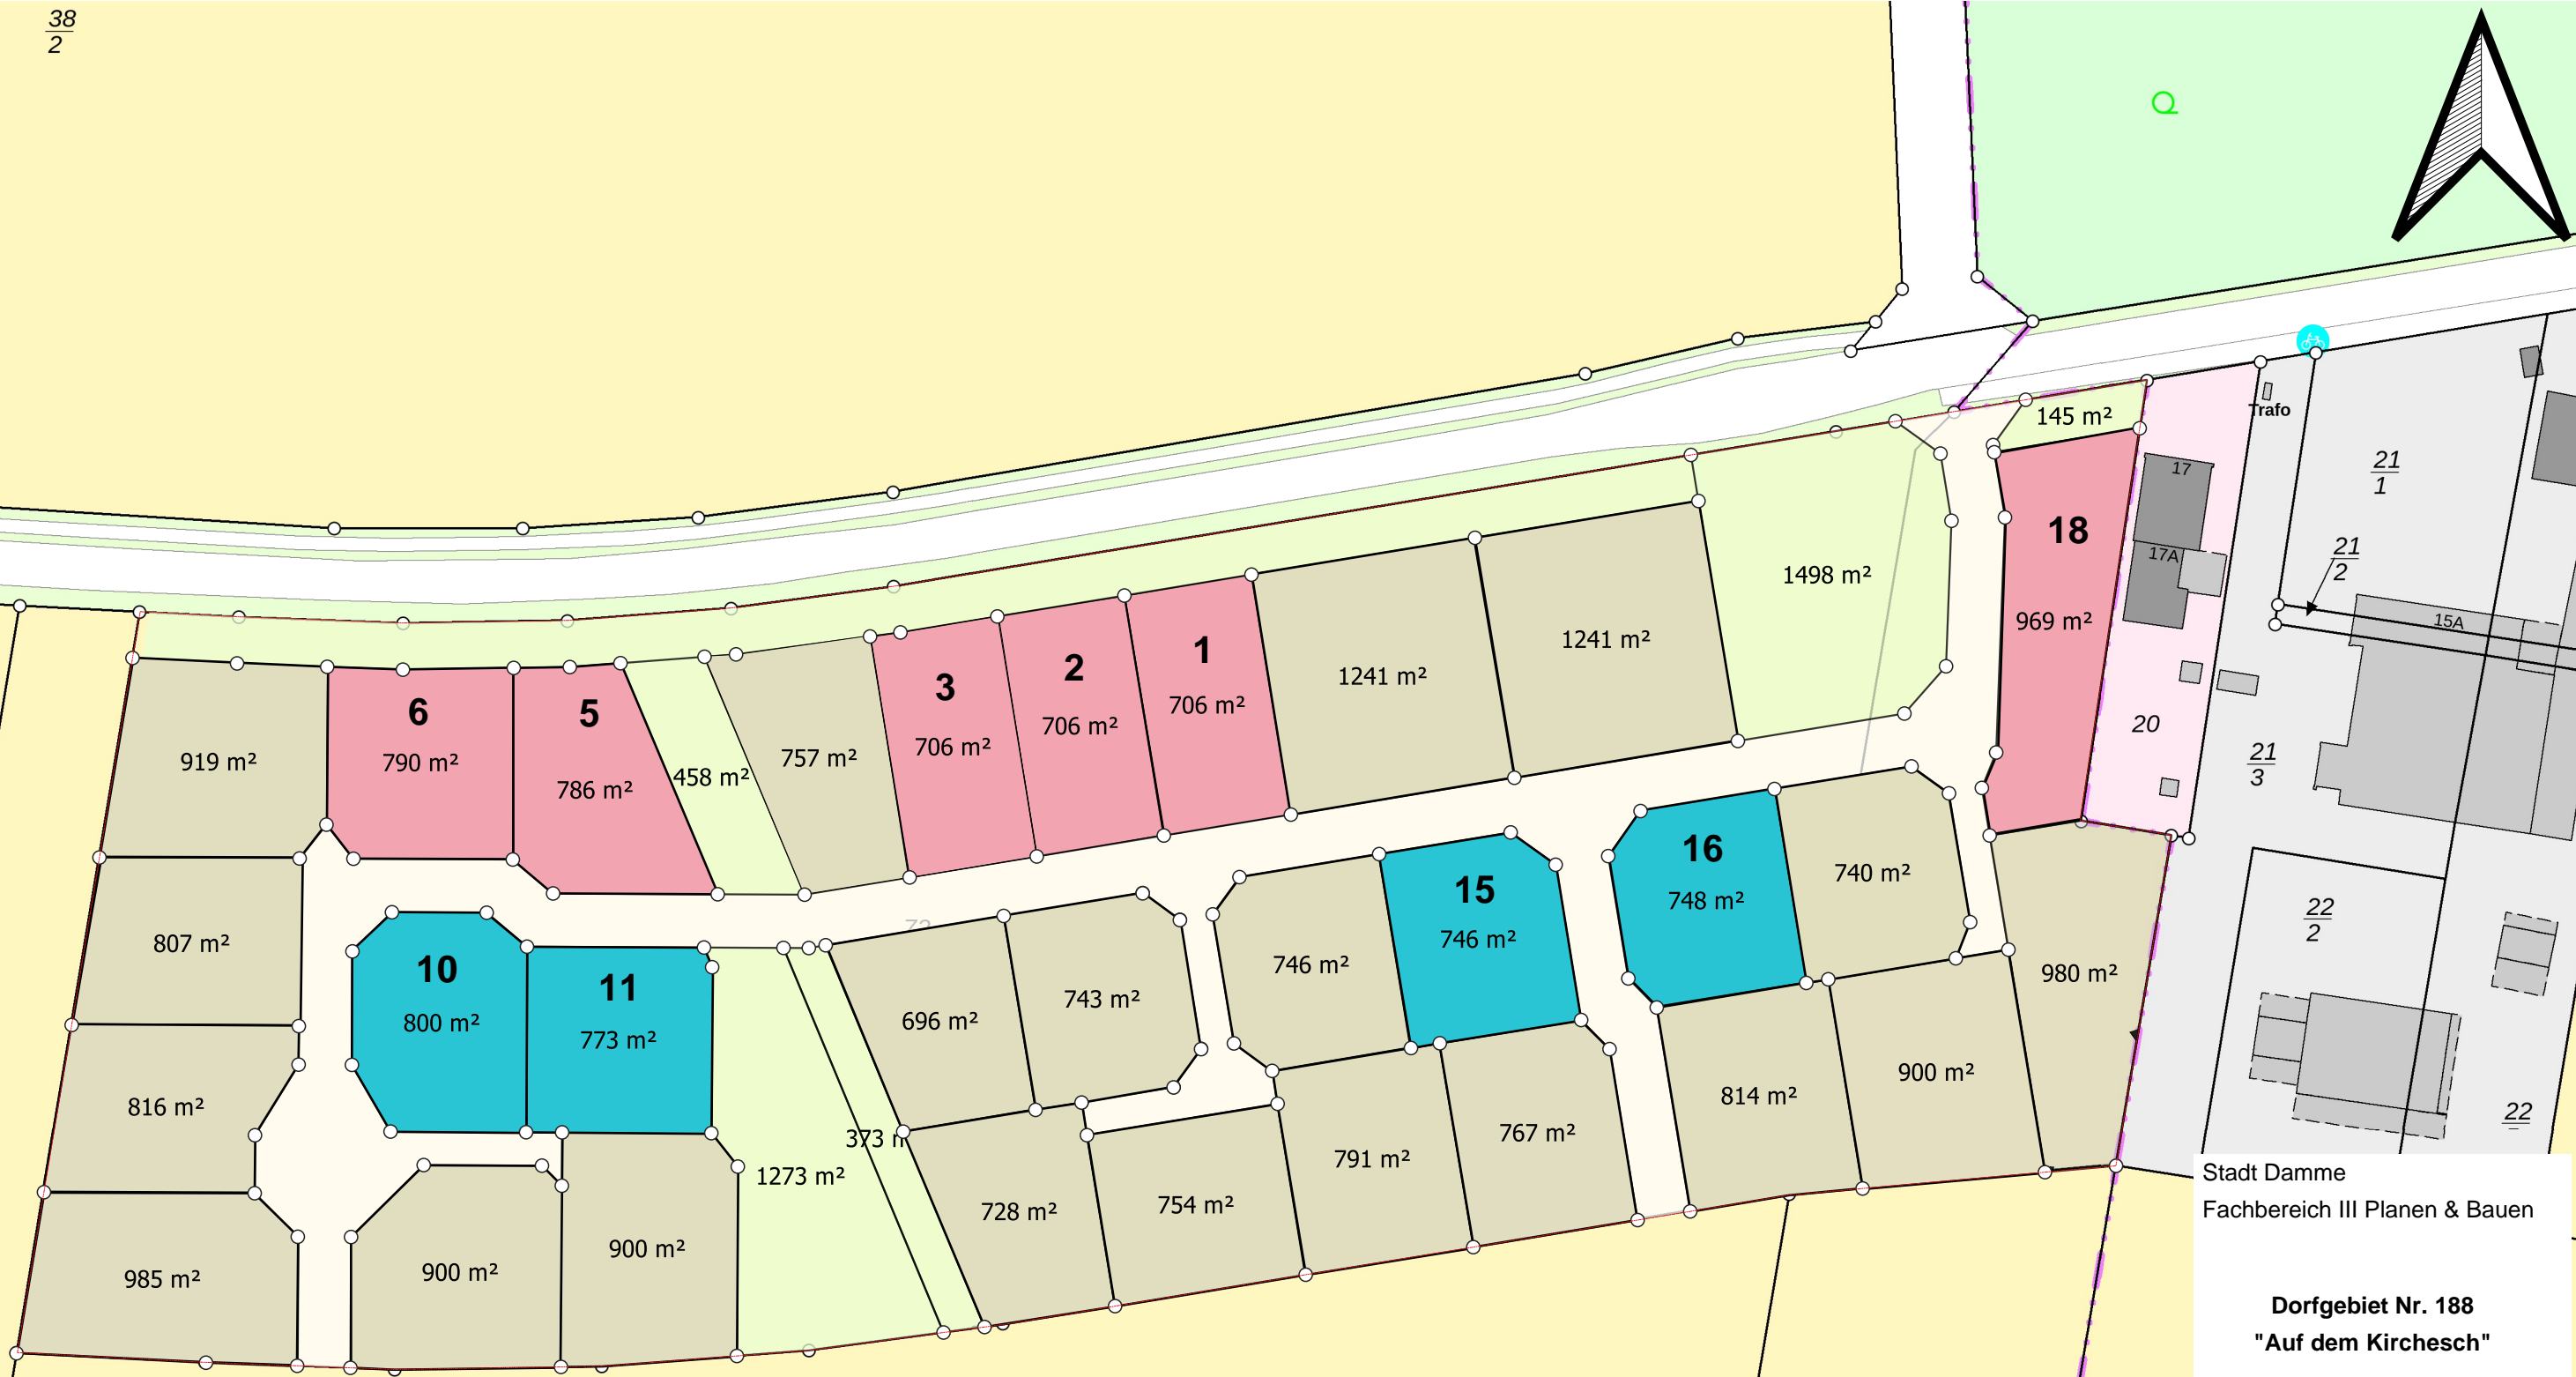 38
2
Trafo
145 m²
17
17A
21
1
21
2
15A
18
969 m²
20
21
3
1498 m²
1241 m²
1241 m²
1
706 m²
2
706 m²
3
706 m²
757 m²
458 m²
5
786 m²
6
790 m²
919 m²
807 m²
816 m²
985 m²
10
800 m²
11
773 m²
900 m²
900 m²
1273 m²
373 m
696 m²
743 m²
728 m²
754 m²
746 m²
15
746 m²
791 m²
767 m²
16
748 m²
740 m²
814 m²
900 m²
980 m²
22
2
22
Stadt Damme
Fachbereich III Planen & Bauen
Dorfgebiet Nr. 188
"Auf dem Kirchesch"